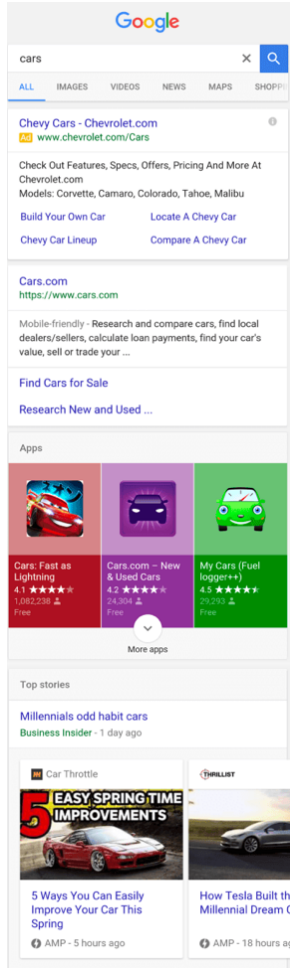 Google
cars
ALL IMAGES VIDEOS NEWS MAPS SHOPPI
Chevy Cars - Chevrolet.com
Ad www.chevrolet.com/Cars
Check Out Features, Specs, Offers, Pricing And More At
Chevrolet.com
Models: Corvette, Camaro, Colorado, Tahoe, Malibu
Build Your Own Car Locate A Chevy Car
Chevy Car Lineup Compare A Chevy Car
Cars.com
https://www.cars.com
Mobile-friendly - Research and compare cars, find local
dealers/sellers, calculate loan payments, find your car's
value, sell or trade your ...
Find Cars for Sale
Research New and Used ...
Apps
Cars: Fast as
Lightning
4.1
1,082,238
Free
Cars.com – New
& Used Cars
4.2
24,304
Free
My Cars (Fuel
logger++)
4.5
29,293
Free
More apps
Top stories
Millennials odd habit cars
Business Insider - 1 day ago
Car Throttle
5 EASY SPRING TIME
IMPROVEMENTS
5 Ways You Can Easily
Improve Your Car This
Spring
AMP - 5 hours ago
THRILLIST
How Tesla Built th
Millennial Dream C
AMP - 18 hours ag